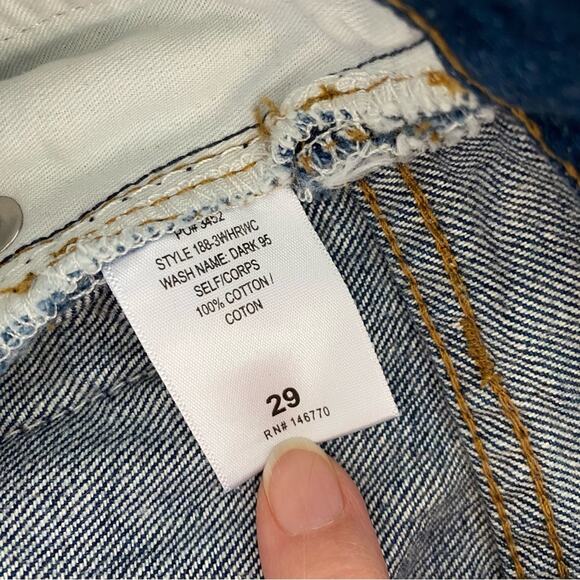 PO# 3452
STYLE 188-3WHRWC
WASH NAME: DARK 95
SELF/CORPS
100% COTTON /
COTON
29
RN# 146770